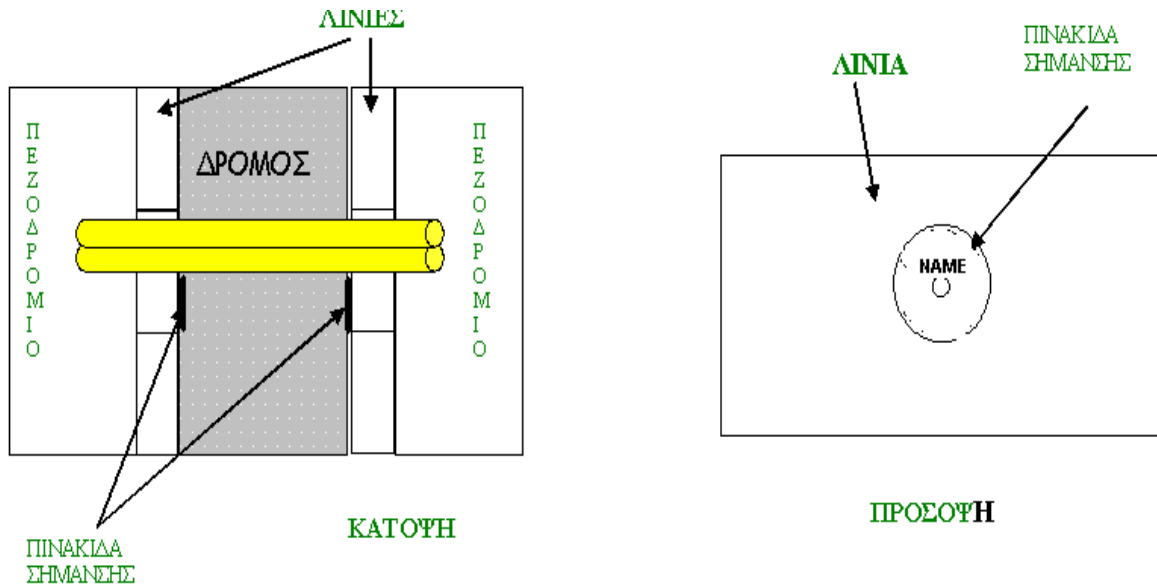 ΛΙΝΙΕΣ
ΠΕΖΟΔΡΟΜΙΟ
ΔΡΟΜΟΣ
ΠΕΖΟΔΡΟΜΙΟ
ΠΙΝΑΚΙΔΑ
ΣΗΜΑΝΣΗΣ
ΚΑΤΟΨΗ
ΛΙΝΙΑ
ΠΙΝΑΚΙΔΑ
ΣΗΜΑΝΣΗΣ
NAME
ΠΡΟΣΟΨΗ